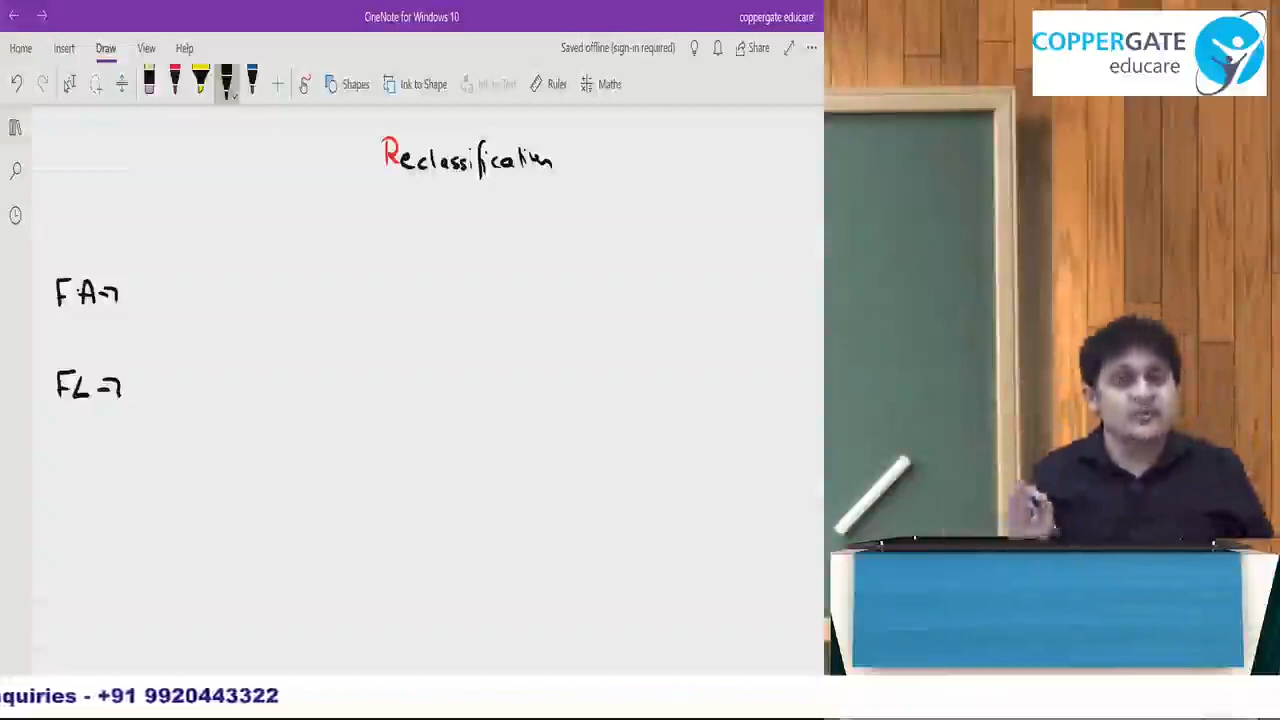 OneNote for Windows 10
coppergate educare
Home Insert Draw View Help
Saved offline (sign-in required) Share
Shapes Ink to Shape Ink to Text Ruler Maths
COPPERGATE
educare
Reclassification
F.A⇒
FL⇒
nquiries - +91 9920443322